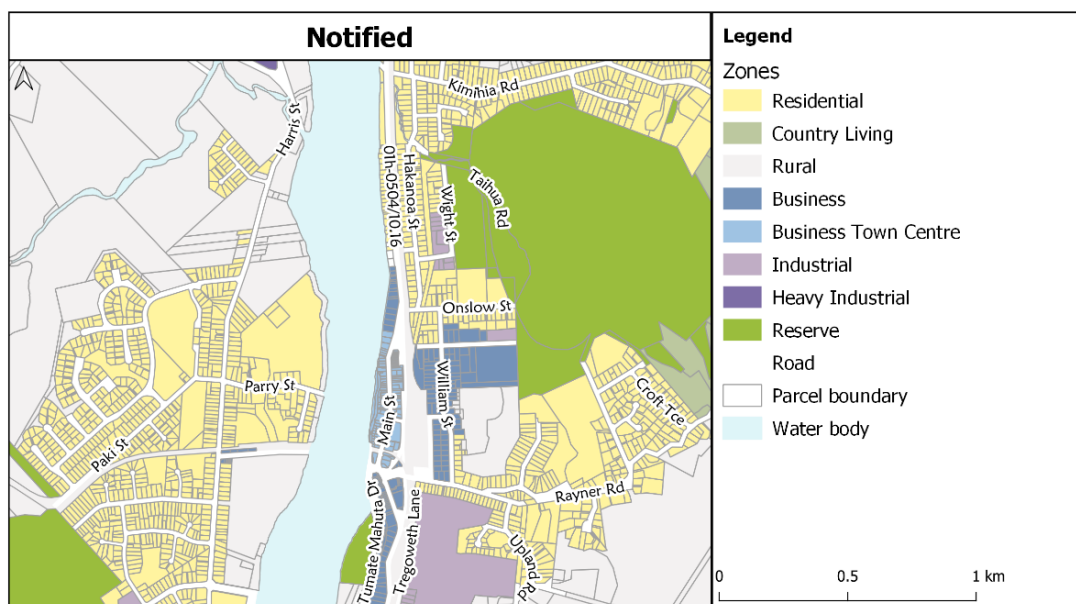 Notified
Kimihia Rd
Harris St
01h-0504/10.16
Hakanoa St
Wight St
Taihua Rd
Onslow St
William St
Parry St
Main St
Croft Tce
Paki St
Rayner Rd
Tumate Mahuta Dr
Tregoweth Lane
Upland Rd
Legend
Zones
Residential
Country Living
Rural
Business
Business Town Centre
Industrial
Heavy Industrial
Reserve
Road
Parcel boundary
Water body
0 0.5 1 km